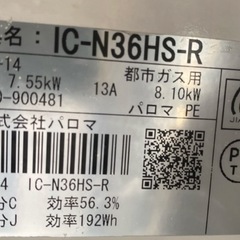 名：IC-N36HS-R
-14
7.55kW 都市ガス用
13A 8.10kW
0-900481 パロマ PE
式会社パロマ
4 IC-N36HS-R
分C 効率56.3%
分J 効率192Wh
JIA
P
T